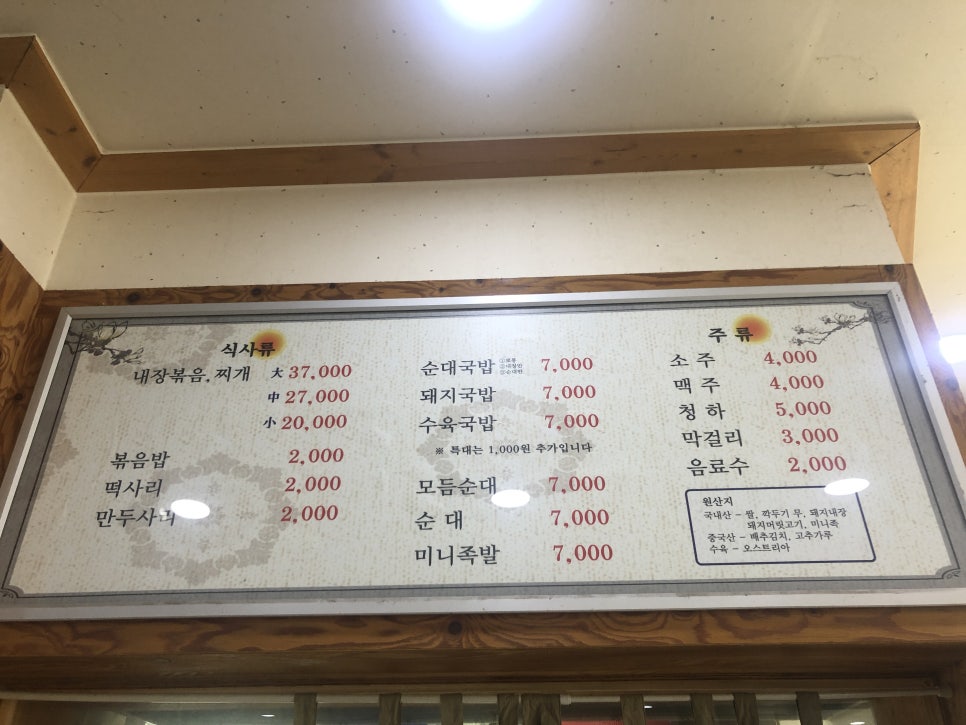 식사류
내장볶음, 찌개 大 37,000
中 27,000
小 20,000
볶음밥 2,000
떡사리 2,000
만두사리 2,000
순대국밥 7,000
돼지국밥 7,000
수육국밥 7,000
※ 특대는 1,000원 추가입니다
모듬순대 7,000
순대 7,000
미니족발 7,000
주류
소주 4,000
맥주 4,000
청하 5,000
막걸리 3,000
음료수 2,000
원산지
국내산 - 쌀, 깍두기 무, 돼지내장
돼지머릿고기, 미니족
중국산 - 배추김치, 고추가루
수육 - 오스트리아